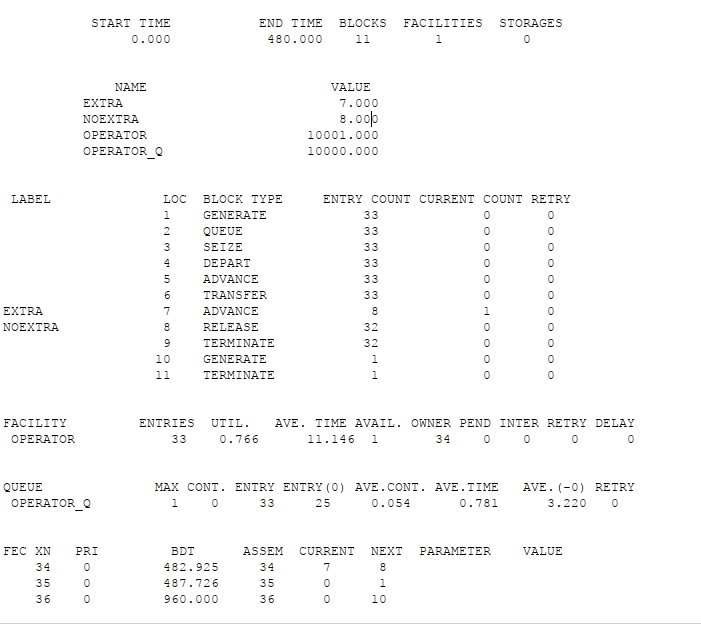 START TIME END TIME BLOCKS FACILITIES STORAGES
0.000 480.000 11 1 0
NAME VALUE
EXTRA 7.000
NOEXTRA 8.000
OPERATOR 10001.000
OPERATOR_Q 10000.000
LABEL LOC BLOCK TYPE ENTRY COUNT CURRENT COUNT RETRY
1 GENERATE 33 0 0
2 QUEUE 33 0 0
3 SEIZE 33 0 0
4 DEPART 33 0 0
5 ADVANCE 33 0 0
6 TRANSFER 33 0 0
EXTRA 7 ADVANCE 8 1 0
NOEXTRA 8 RELEASE 32 0 0
9 TERMINATE 32 0 0
10 GENERATE 1 0 0
11 TERMINATE 1 0 0
FACILITY ENTRIES UTIL. AVE. TIME AVAIL. OWNER PEND INTER RETRY DELAY
OPERATOR 33 0.766 11.146 1 34 0 0 0 0
QUEUE MAX CONT. ENTRY ENTRY(0) AVE.CONT. AVE.TIME AVE.(-0) RETRY
OPERATOR_Q 1 0 33 25 0.054 0.781 3.220 0
FEC XN PRI BDT ASSEM CURRENT NEXT PARAMETER VALUE
34 0 482.925 34 7 8
35 0 487.726 35 0 1
36 0 960.000 36 0 10